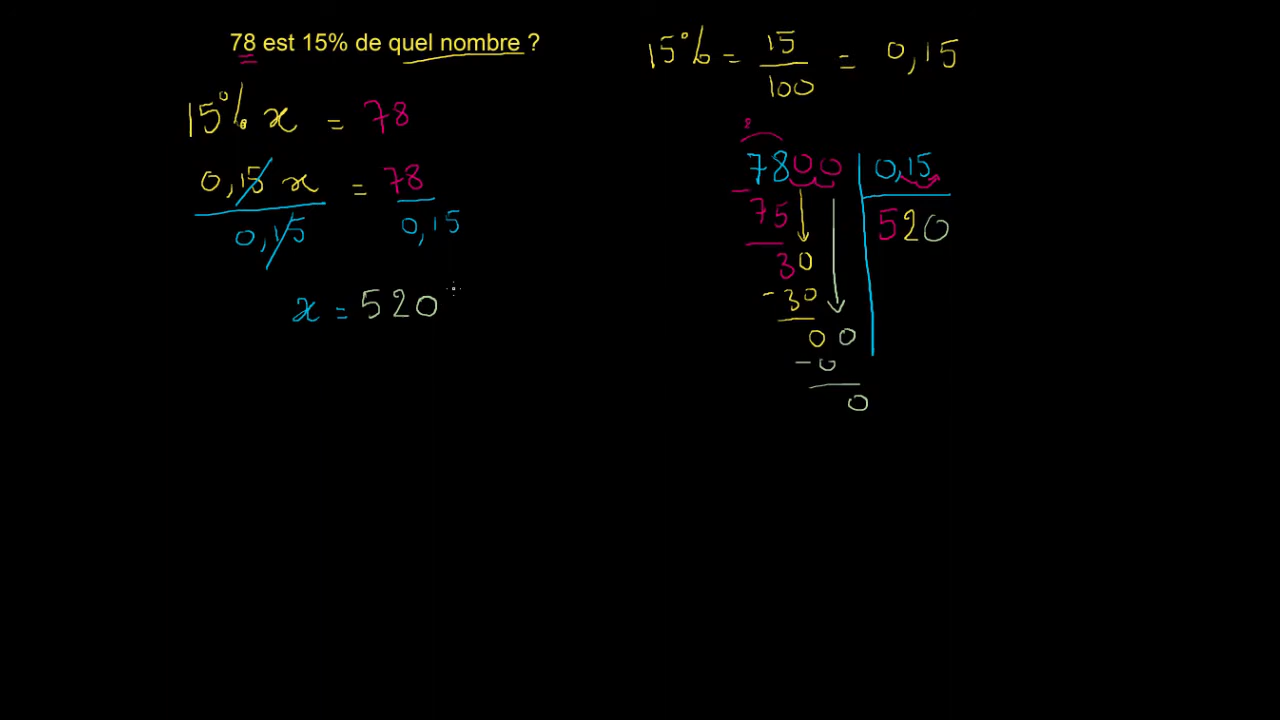 78 est 15% de quel nombre ?
15% x = 78
0,15 x = 78
0,15 0,15
x = 520
15% = 15/100 = 0,15
7800 | 0,15
- 75 | 520
30
- 30
00
- 0
0